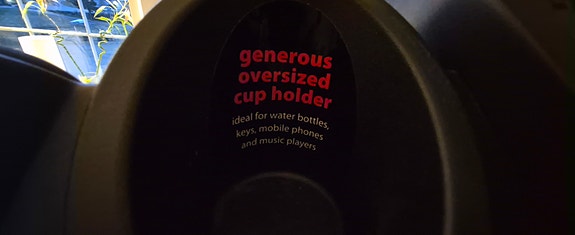 generous
oversized
cup holder
ideal for water bottles,
keys, mobile phones
and music players